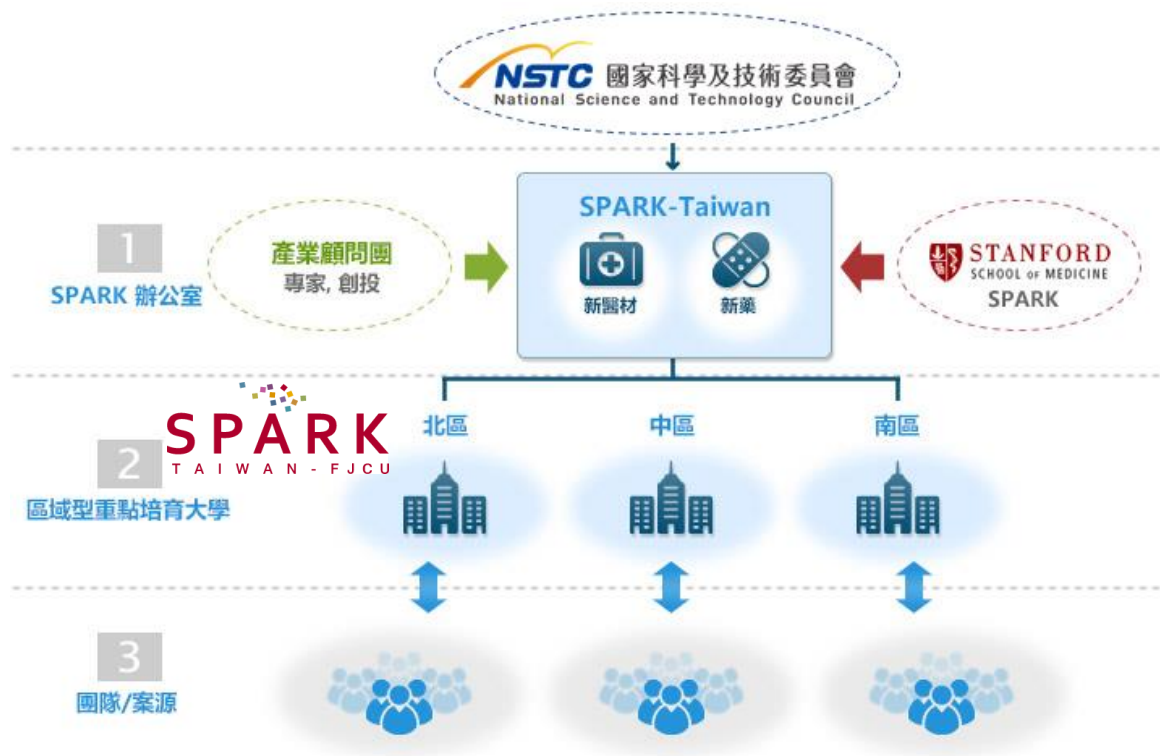 NSTC 國家科學及技術委員會
National Science and Technology Council
1
SPARK 辦公室
產業顧問團
專家, 創投
SPARK-Taiwan
新醫材
新藥
STANFORD
SCHOOL OF MEDICINE
SPARK
2
區域型重點培育大學
SPARK
TAIWAN-FJCU
北區
中區
南區
3
團隊/案源